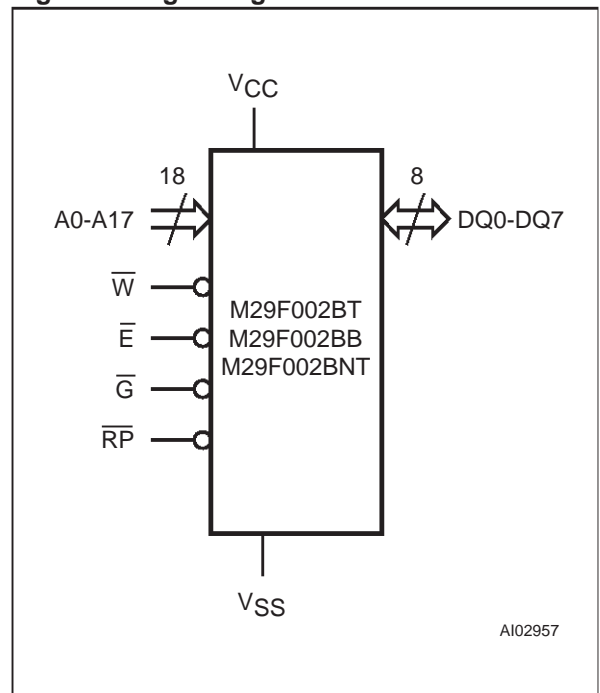 VCC
18
8
A0-A17
DQ0-DQ7
W
E
G
RP
M29F002BT
M29F002BB
M29F002BNT
VSS
AI02957